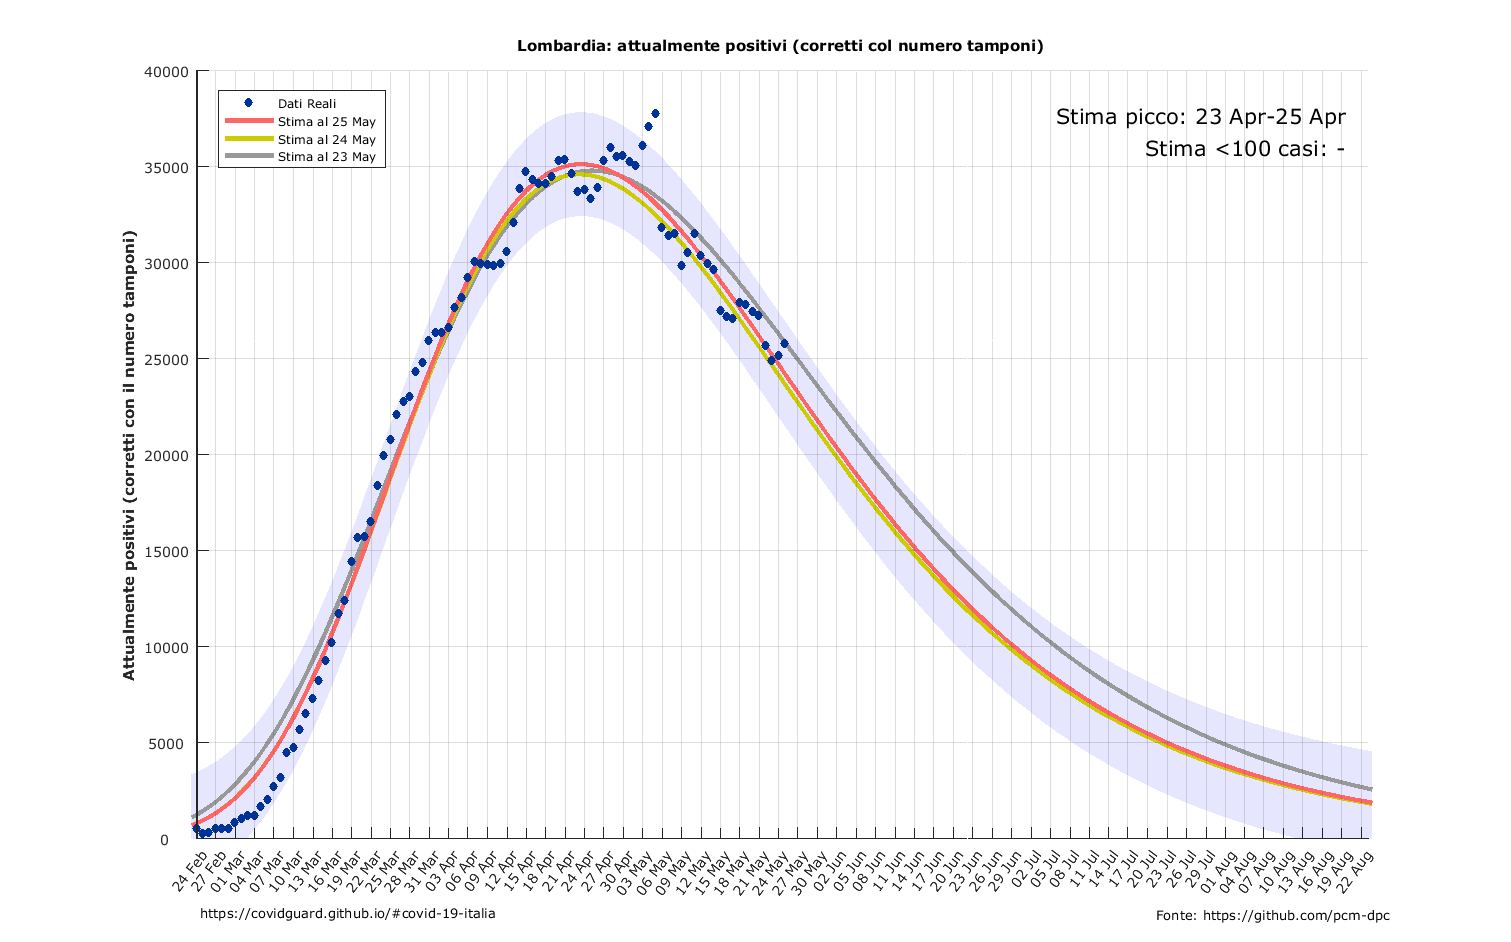 Lombardia: attualmente positivi (corretti col numero tamponi)
Dati Reali
Stima al 25 May
Stima al 24 May
Stima al 23 May
Stima picco: 23 Apr-25 Apr
Stima <100 casi: -
Attualmente positivi (corretti con il numero tamponi)
40000
35000
30000
25000
20000
15000
10000
5000
0
24 Feb
27 Feb
01 Mar
04 Mar
07 Mar
10 Mar
13 Mar
16 Mar
19 Mar
22 Mar
25 Mar
28 Mar
31 Mar
03 Apr
06 Apr
09 Apr
12 Apr
15 Apr
18 Apr
21 Apr
24 Apr
27 Apr
30 Apr
03 May
06 May
09 May
12 May
15 May
18 May
21 May
24 May
27 May
30 May
02 Jun
05 Jun
08 Jun
11 Jun
14 Jun
17 Jun
20 Jun
23 Jun
26 Jun
29 Jun
02 Jul
05 Jul
08 Jul
11 Jul
14 Jul
17 Jul
20 Jul
23 Jul
26 Jul
29 Jul
01 Aug
04 Aug
07 Aug
10 Aug
13 Aug
16 Aug
19 Aug
22 Aug
https://covidguard.github.io/#covid-19-italia
Fonte: https://github.com/pcm-dpc